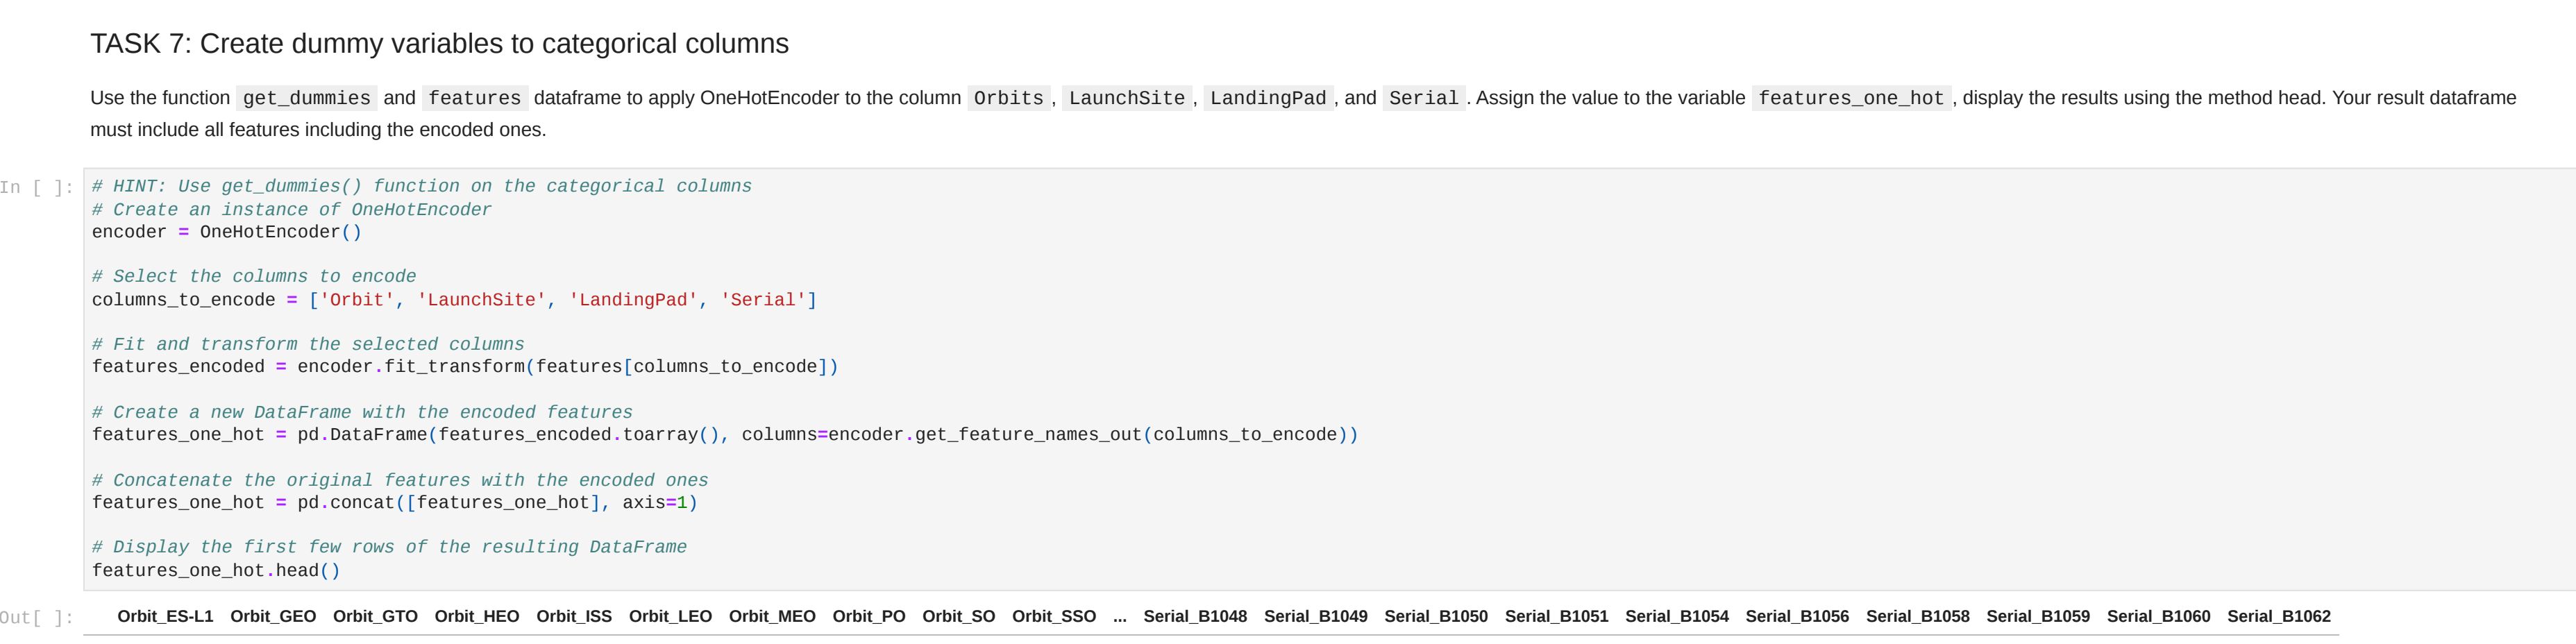 TASK 7: Create dummy variables to categorical columns
Use the function get_dummies and features dataframe to apply OneHotEncoder to the column Orbits, LaunchSite, LandingPad, and Serial. Assign the value to the variable features_one_hot, display the results using the method head. Your result dataframe
must include all features including the encoded ones.
In [ ]:
# HINT: Use get_dummies() function on the categorical columns
# Create an instance of OneHotEncoder
encoder = OneHotEncoder()
# Select the columns to encode
columns_to_encode = ['Orbit', 'LaunchSite', 'LandingPad', 'Serial']
# Fit and transform the selected columns
features_encoded = encoder.fit_transform(features[columns_to_encode])
# Create a new DataFrame with the encoded features
features_one_hot = pd.DataFrame(features_encoded.toarray(), columns=encoder.get_feature_names_out(columns_to_encode))
# Concatenate the original features with the encoded ones
features_one_hot = pd.concat([features_one_hot], axis=1)
# Display the first few rows of the resulting DataFrame
features_one_hot.head()
Out[ ]:
Orbit_ES-L1 Orbit_GEO Orbit_GTO Orbit_HEO Orbit_ISS Orbit_LEO Orbit_MEO Orbit_PO Orbit_SO Orbit_SSO ... Serial_B1048 Serial_B1049 Serial_B1050 Serial_B1051 Serial_B1054 Serial_B1056 Serial_B1058 Serial_B1059 Serial_B1060 Serial_B1062